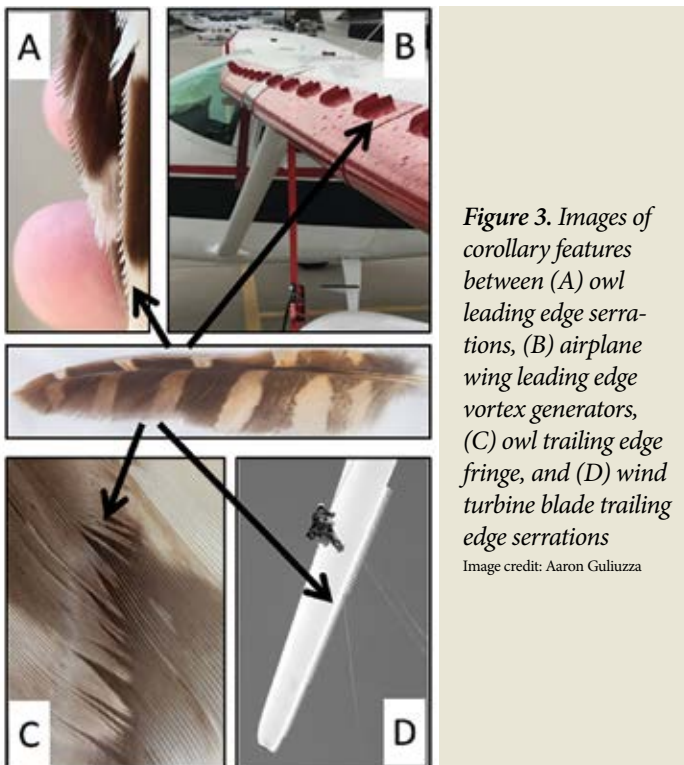 A
B
C
D
Figure 3. Images of
corollary features
between (A) owl
leading edge serra-
tions, (B) airplane
wing leading edge
vortex generators,
(C) owl trailing edge
fringe, and (D) wind
turbine blade trailing
edge serrations
Image credit: Aaron Guliuzza